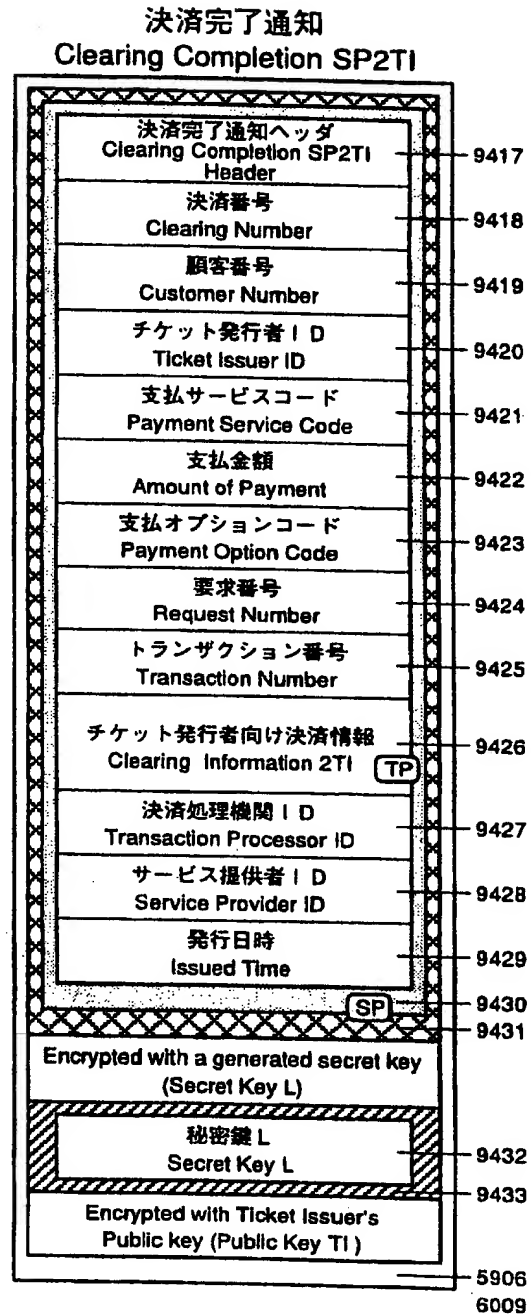 決済完了通知
Clearing Completion SP2TI
決済完了通知ヘッダ
Clearing Completion SP2TI
Header
9417
決済番号
Clearing Number
9418
顧客番号
Customer Number
9419
チケット発行者ID
Ticket Issuer ID
9420
支払サービスコード
Payment Service Code
9421
支払金額
Amount of Payment
9422
支払オプションコード
Payment Option Code
9423
要求番号
Request Number
9424
トランザクション番号
Transaction Number
9425
チケット発行者向け決済情報
Clearing Information 2TI
TP
9426
決済処理機関ID
Transaction Processor ID
9427
サービス提供者ID
Service Provider ID
9428
発行日時
Issued Time
9429
SP
9430
9431
Encrypted with a generated secret key
(Secret Key L)
秘密鍵L
Secret Key L
9432
9433
Encrypted with Ticket Issuer's
Public key (Public Key TI)
5906
6009